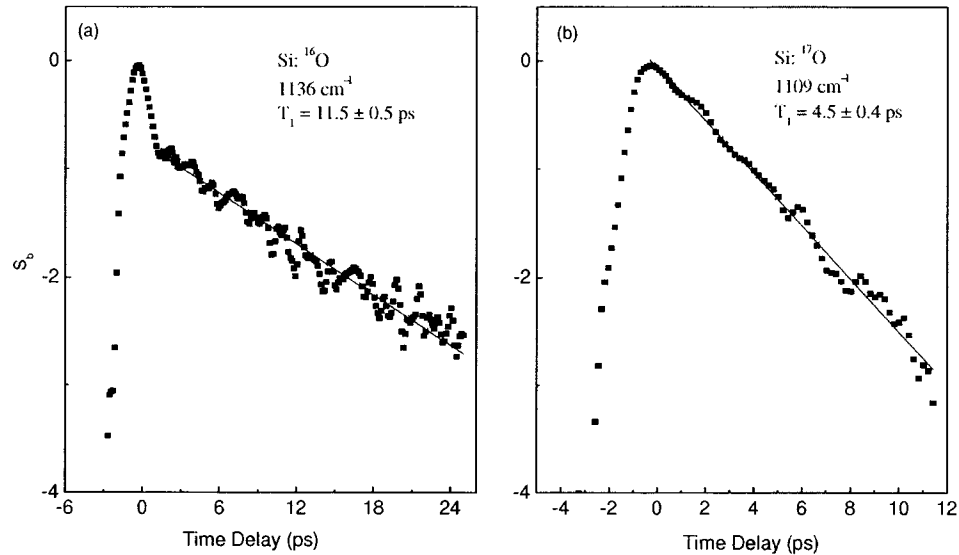 (a)
Si: ¹⁶O
1136 cm⁻¹
T₁ = 11.5 ± 0.5 ps
0
-1
-2
-4
S_b
-6
0
6
12
18
24
Time Delay (ps)
(b)
Si: ¹⁷O
1109 cm⁻¹
T₁ = 4.5 ± 0.4 ps
0
-2
-4
-4
-2
0
2
4
6
8
10
12
Time Delay (ps)